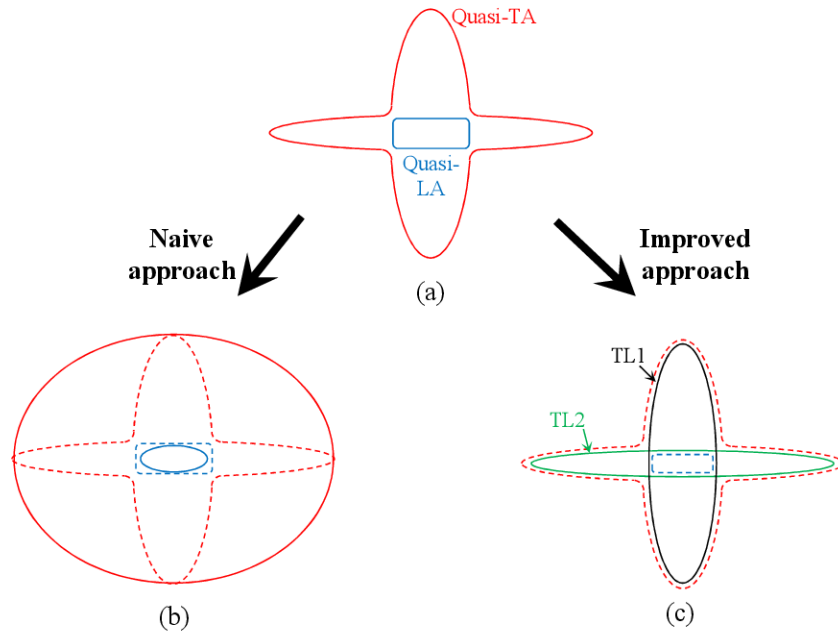 Quasi-TA
Quasi-
LA
Naive
approach
Improved
approach
(a)
TL1
TL2
(b)
(c)